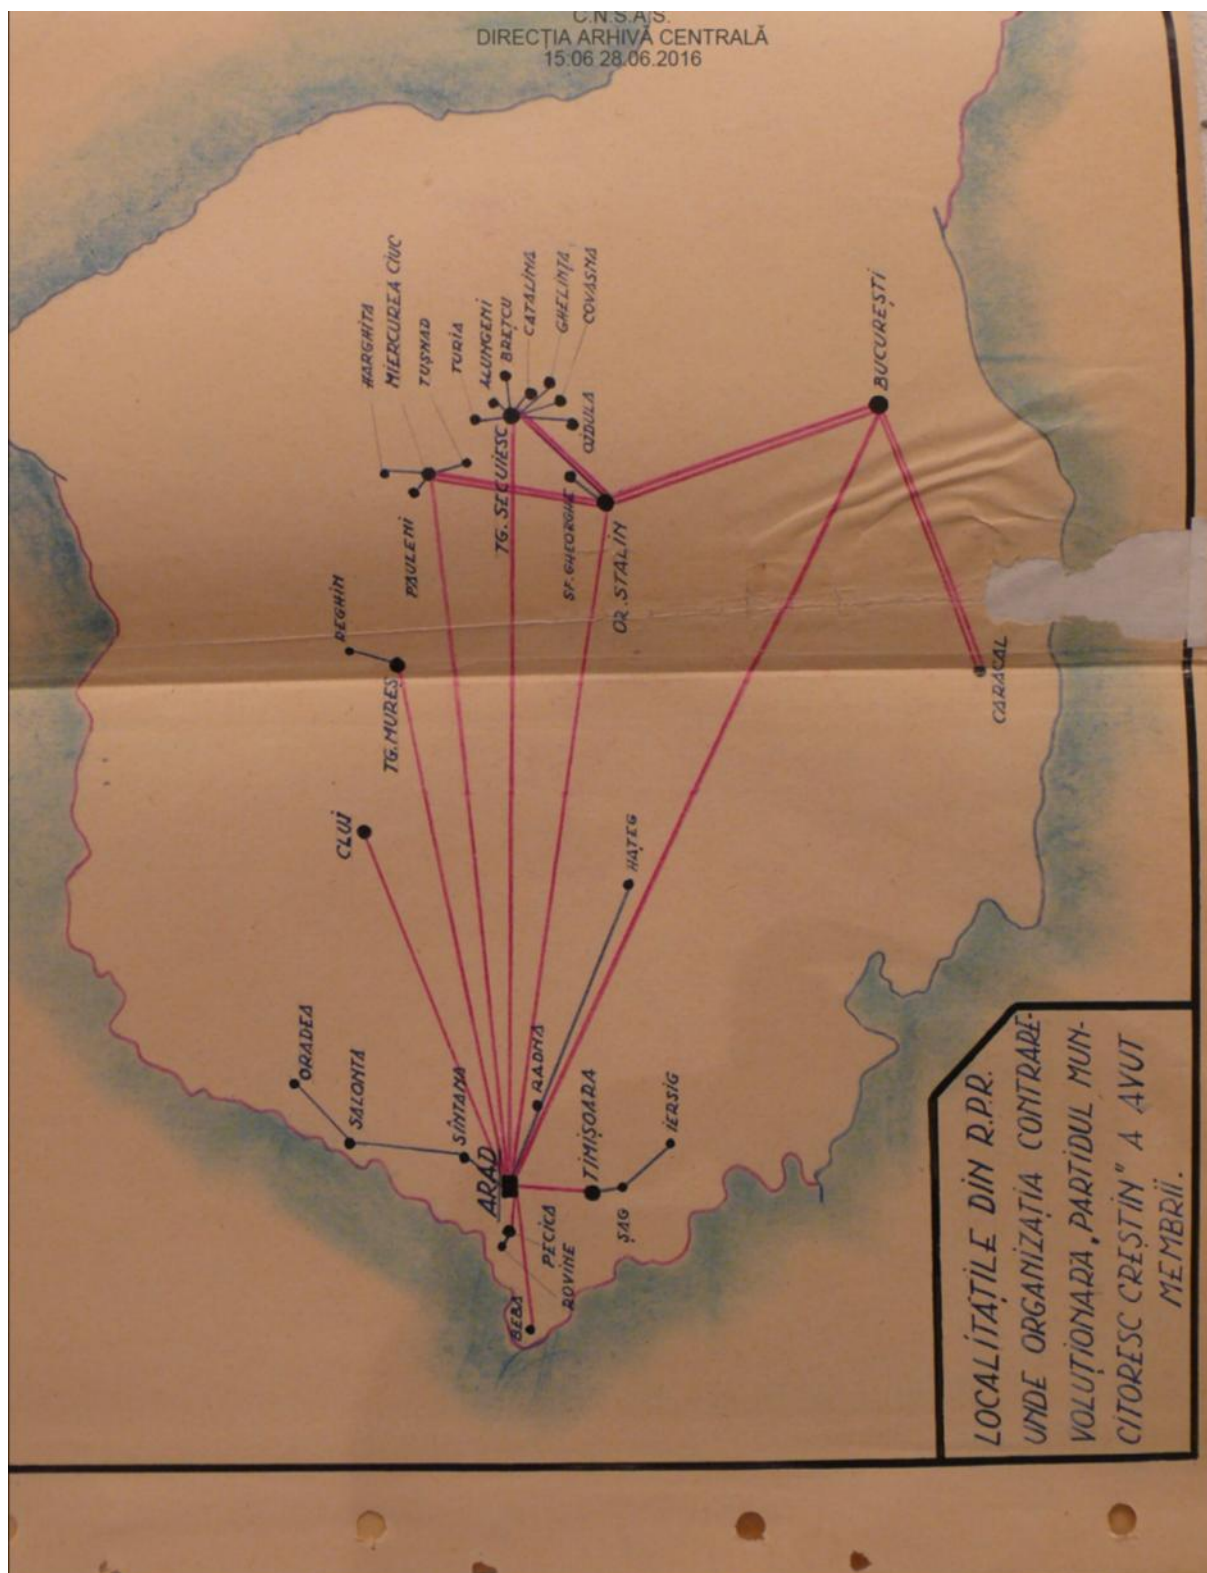 C.N.S.A.S.
DIRECȚIA ARHIVĂ CENTRALĂ
15:06 28.06.2016
HARGHITA
MIERCUREA CIUC
TUȘNAD
TURIA
ALUNGENI
BREȚCU
CATALINA
GHELINȚA
COVASNA
OJDULA
TG. SECUIESC
SF. GHEORGHE
OR. STALIN
PAULENI
BUCUREȘTI
CARACAL
REGHIN
TG. MUREȘ
CLUJ
HAȚEG
ORADEA
SALONTA
SÎNTANA
ARAD
RADNA
TIMIȘOARA
IERSIG
ȘAG
PECICA
ROVINE
BEBA
LOCALITĂȚILE DIN R.P.R.
UNDE ORGANIZAȚIA CONTRARE-
VOLUȚIONARĂ „PARTIDUL MUN-
CITORESC CREȘTIN" A AVUT
MEMBRII.